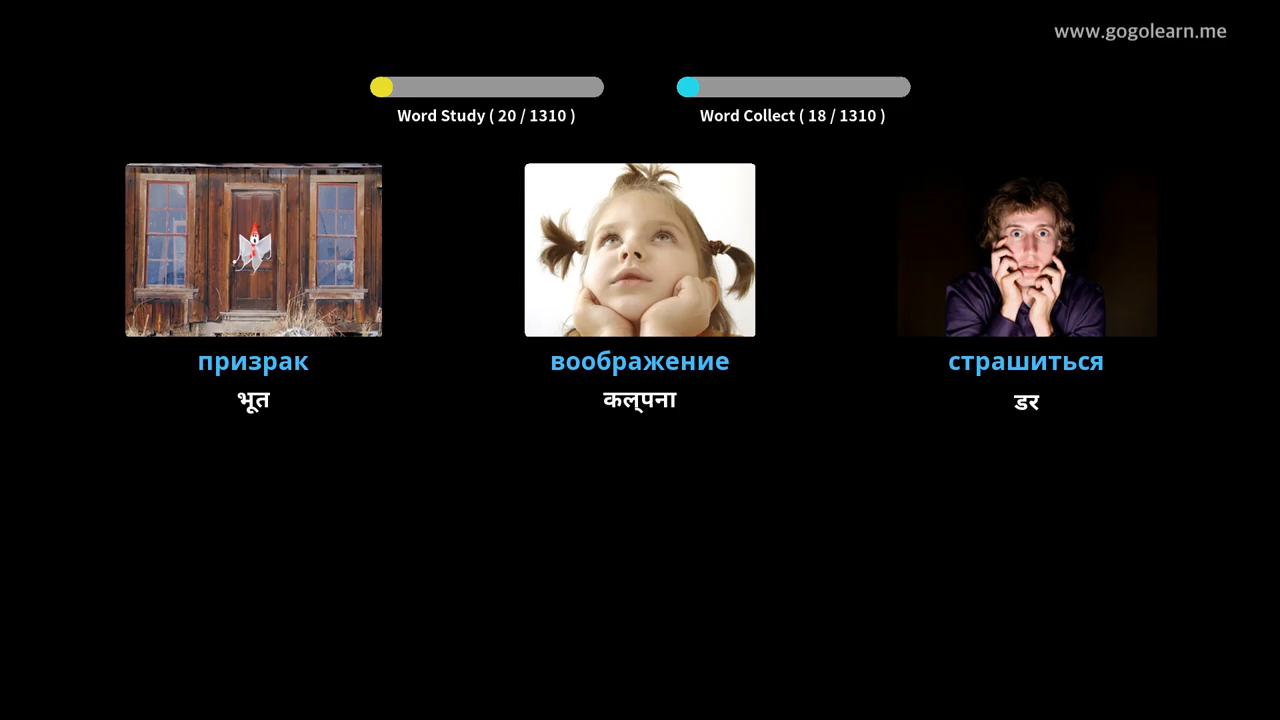 www.gogolearn.me
Word Study ( 20 / 1310 )
Word Collect ( 18 / 1310 )
призрак
воображение
страшиться
भूत
कल्पना
डर